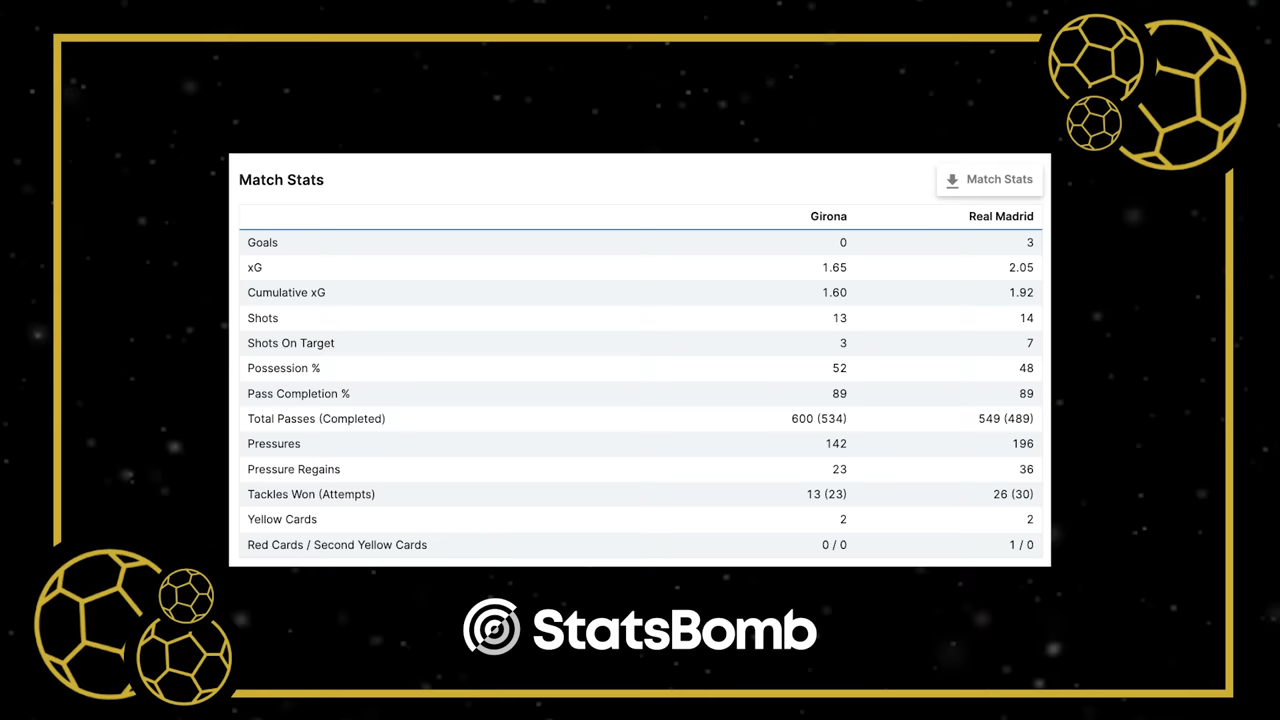 Match Stats
Match Stats
Girona Real Madrid
Goals 0 3
xG 1.65 2.05
Cumulative xG 1.60 1.92
Shots 13 14
Shots On Target 3 7
Possession % 52 48
Pass Completion % 89 89
Total Passes (Completed) 600 (534) 549 (489)
Pressures 142 196
Pressure Regains 23 36
Tackles Won (Attempts) 13 (23) 26 (30)
Yellow Cards 2 2
Red Cards / Second Yellow Cards 0 / 0 1 / 0
StatsBomb